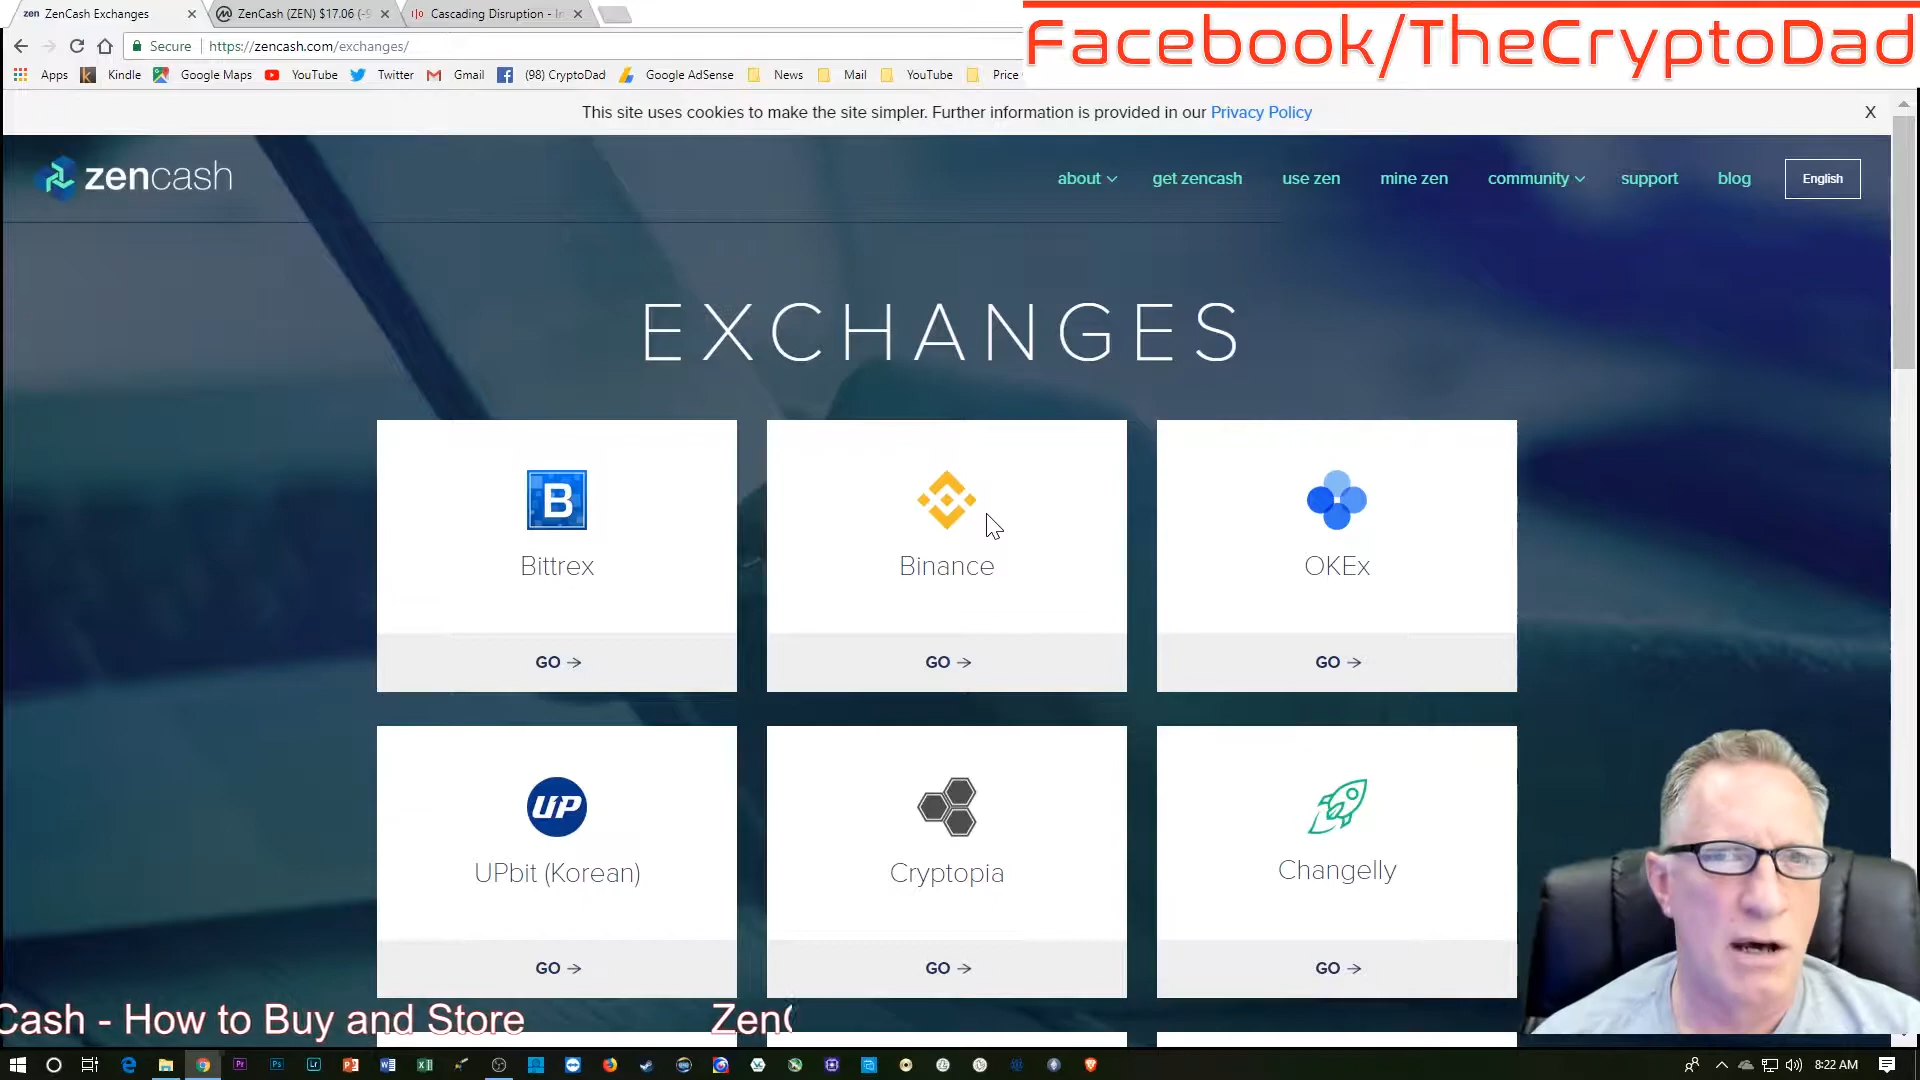 zen ZenCash Exchanges
ZenCash (ZEN) $17.06 (-9
Cascading Disruption - In
Facebook/TheCryptoDad
Secure https://zencash.com/exchanges/
Apps Kindle Google Maps YouTube Twitter Gmail (98) CryptoDad Google AdSense News Mail YouTube Price
This site uses cookies to make the site simpler. Further information is provided in our Privacy Policy X
zencash
about get zencash use zen mine zen community support blog English
EXCHANGES
B
Bittrex
Binance
OKEx
GO →
GO →
GO →
UP
UPbit (Korean)
Cryptopia
Changelly
GO →
GO →
GO →
Cash - How to Buy and Store
ZenC
8:22 AM